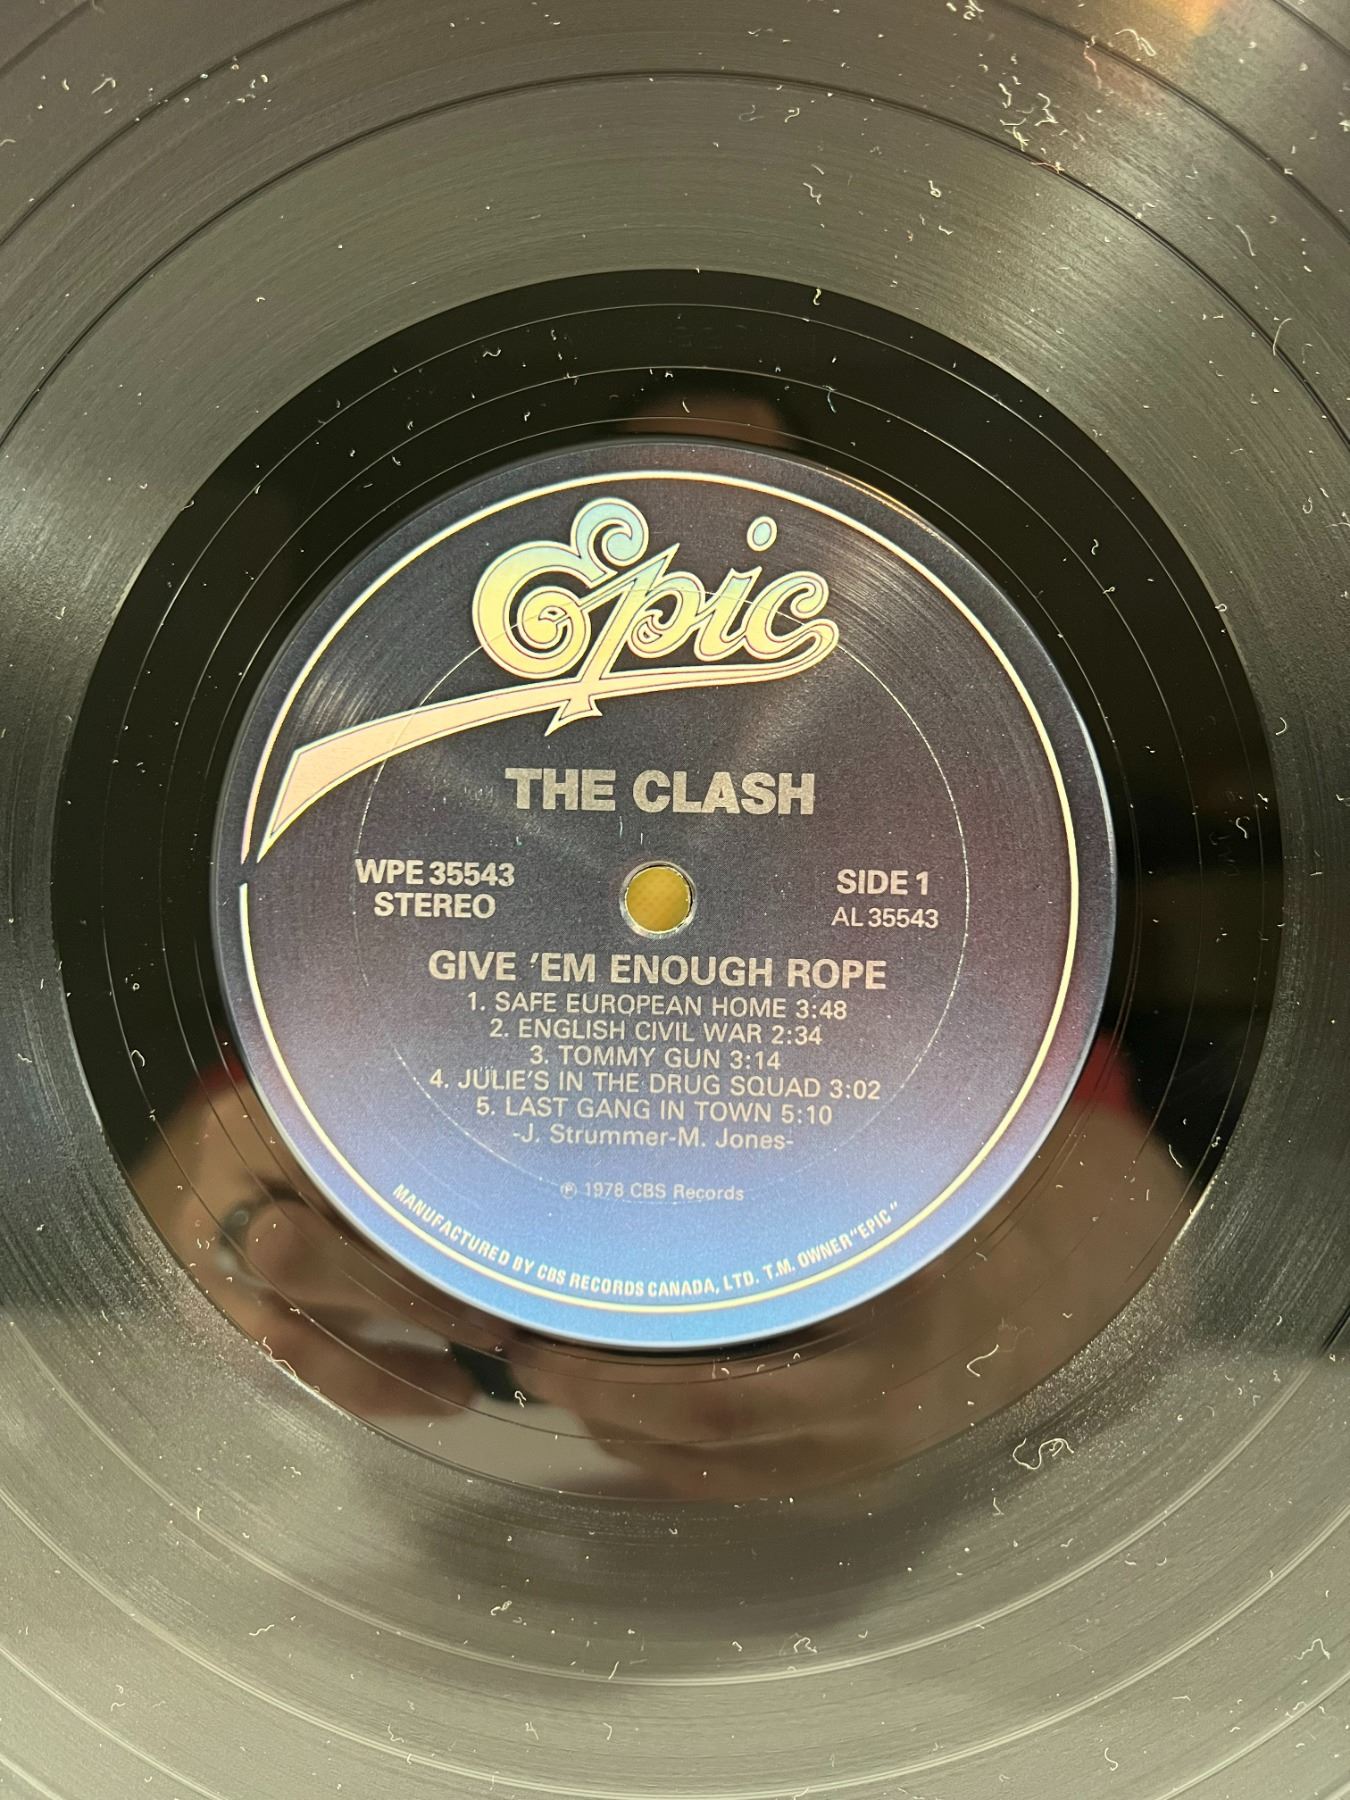 Epic
THE CLASH
WPE 35543
STEREO
SIDE 1
AL 35543
GIVE 'EM ENOUGH ROPE
1. SAFE EUROPEAN HOME 3:48
2. ENGLISH CIVIL WAR 2:34
3. TOMMY GUN 3:14
4. JULIE'S IN THE DRUG SQUAD 3:02
5. LAST GANG IN TOWN 5:10
-J. Strummer-M. Jones-
℗ 1978 CBS Records
MANUFACTURED BY CBS RECORDS CANADA, LTD. T.M. OWNER "EPIC"